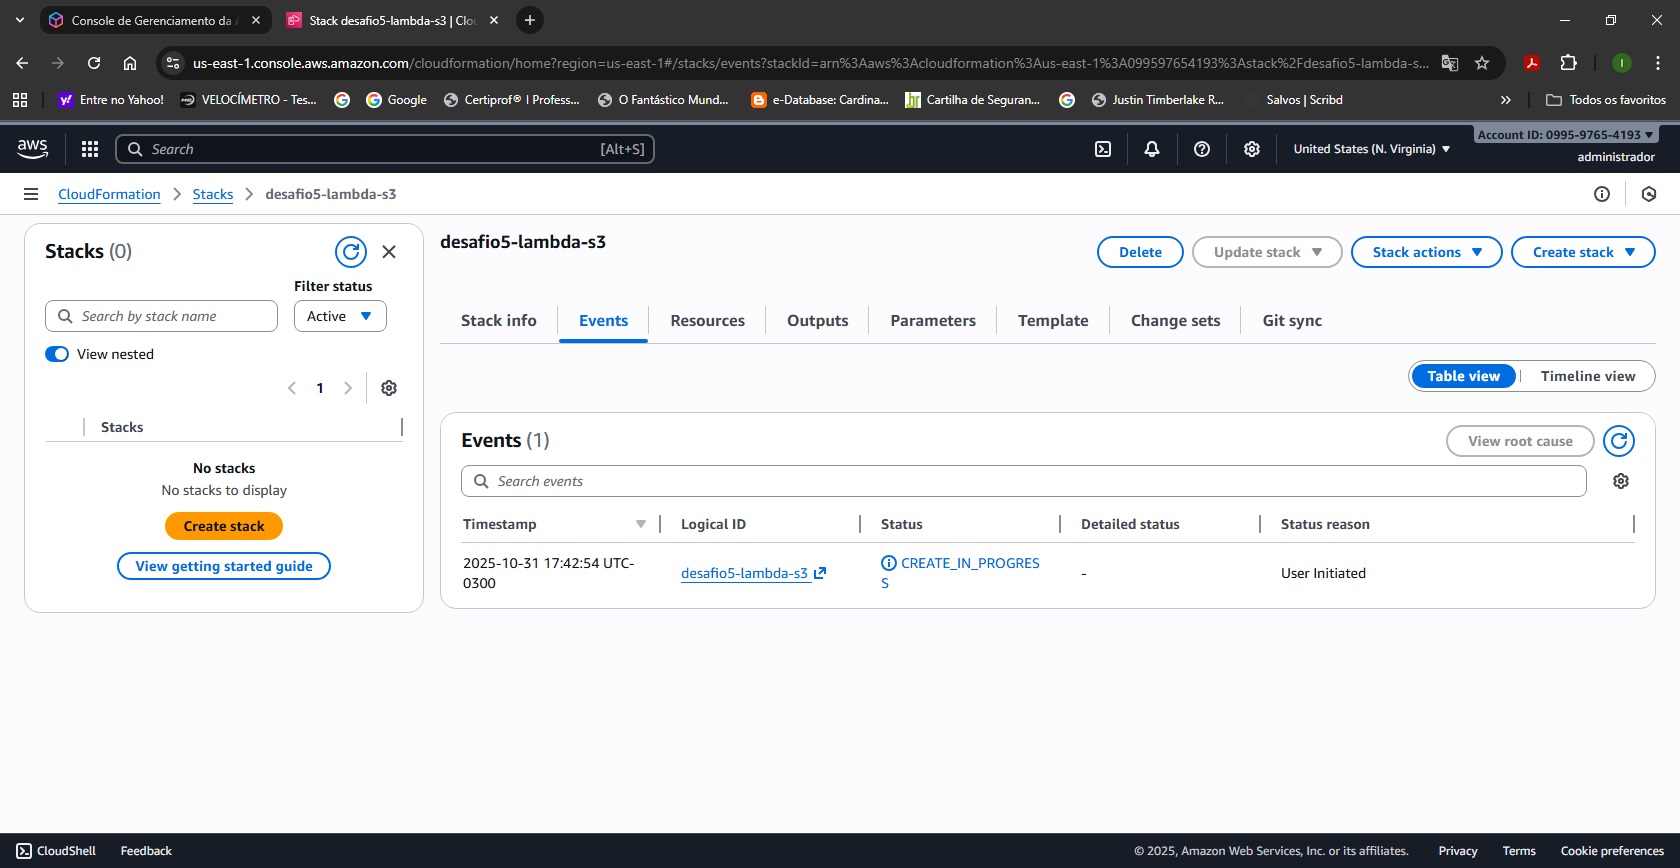 Console de Gerenciamento da
Stack desafio5-lambda-s3 | Clo
us-east-1.console.aws.amazon.com/cloudformation/home?region=us-east-1#/stacks/events?stackId=arn%3Aaws%3Acloudformation%3Aus-east-1%3A099597654193%3Astack%2Fdesafio5-lambda-s...
I
Entre no Yahoo!
VELOCÍMETRO - Tes...
Google
Certiprof® I Profess...
O Fantástico Mund...
e-Database: Cardina...
Cartilha de Seguran...
Justin Timberlake R...
Salvos | Scribd
Todos os favoritos
aws
Search
[Alt+S]
United States (N. Virginia)
Account ID: 0995-9765-4193
administrador
CloudFormation
Stacks
desafio5-lambda-s3
Stacks (0)
Filter status
Search by stack name
Active
View nested
1
Stacks
No stacks
No stacks to display
Create stack
View getting started guide
desafio5-lambda-s3
Delete
Update stack
Stack actions
Create stack
Stack info
Events
Resources
Outputs
Parameters
Template
Change sets
Git sync
Table view
Timeline view
Events (1)
View root cause
Search events
Timestamp
Logical ID
Status
Detailed status
Status reason
2025-10-31 17:42:54 UTC-
0300
desafio5-lambda-s3
CREATE_IN_PROGRES
S
-
User Initiated
CloudShell
Feedback
© 2025, Amazon Web Services, Inc. or its affiliates.
Privacy
Terms
Cookie preferences